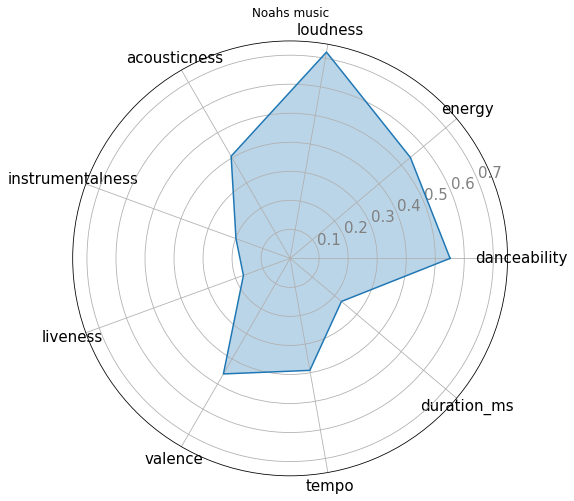 Noahs music
loudness
acousticness
energy
instrumentalness
0.7
0.6
0.5
0.4
0.3
0.2
0.1
danceability
liveness
duration_ms
valence
tempo